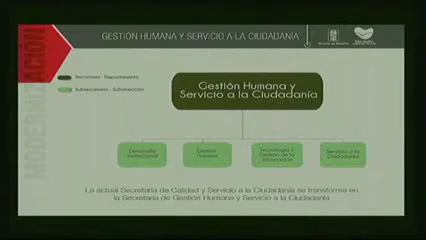 GESTIÓN HUMANA Y SERVICIO A LA CIUDADANÍA
MODERNIZACIÓN
Secretarías - Departamento
Subsecretarías - Subdirección
Gestión Humana y
Servicio a la Ciudadanía
Desarrollo
Institucional
Gestión
Humana
Tecnología y
Gestión de la
Información
Servicio a la
Ciudadanía
La actual Secretaría de Calidad y Servicio a la Ciudadanía se transforma en
la Secretaría de Gestión Humana y Servicio a la Ciudadanía